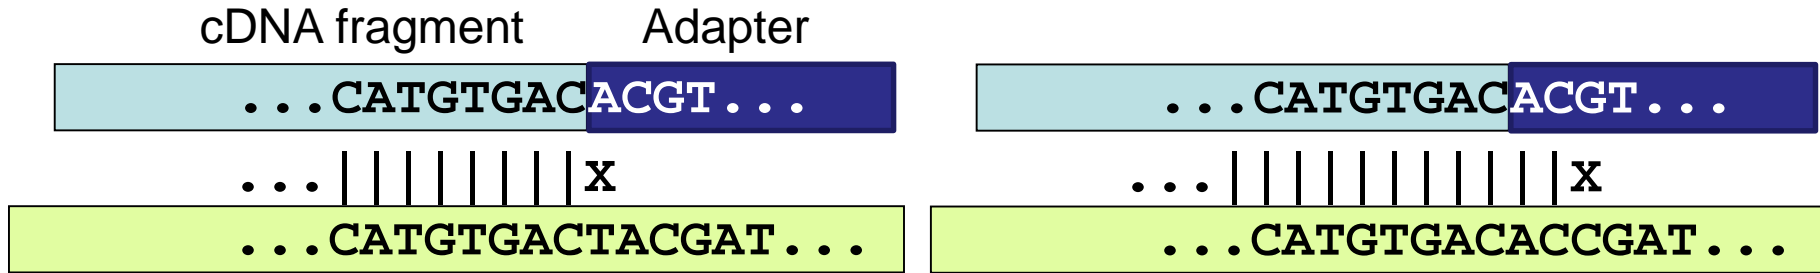 cDNA fragment Adapter
...CATGTGACACGT... ...CATGTGACACGT...
...||||||||x ...|||||||||||x
...CATGTGACTACGAT... ...CATGTGACACCGAT...